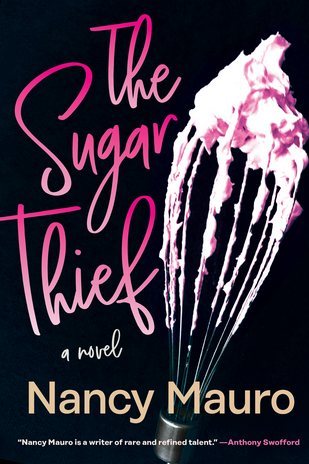 The
Sugar
Thief
a novel
Nancy Mauro
“Nancy Mauro is a writer of rare and refined talent.” —Anthony Swofford